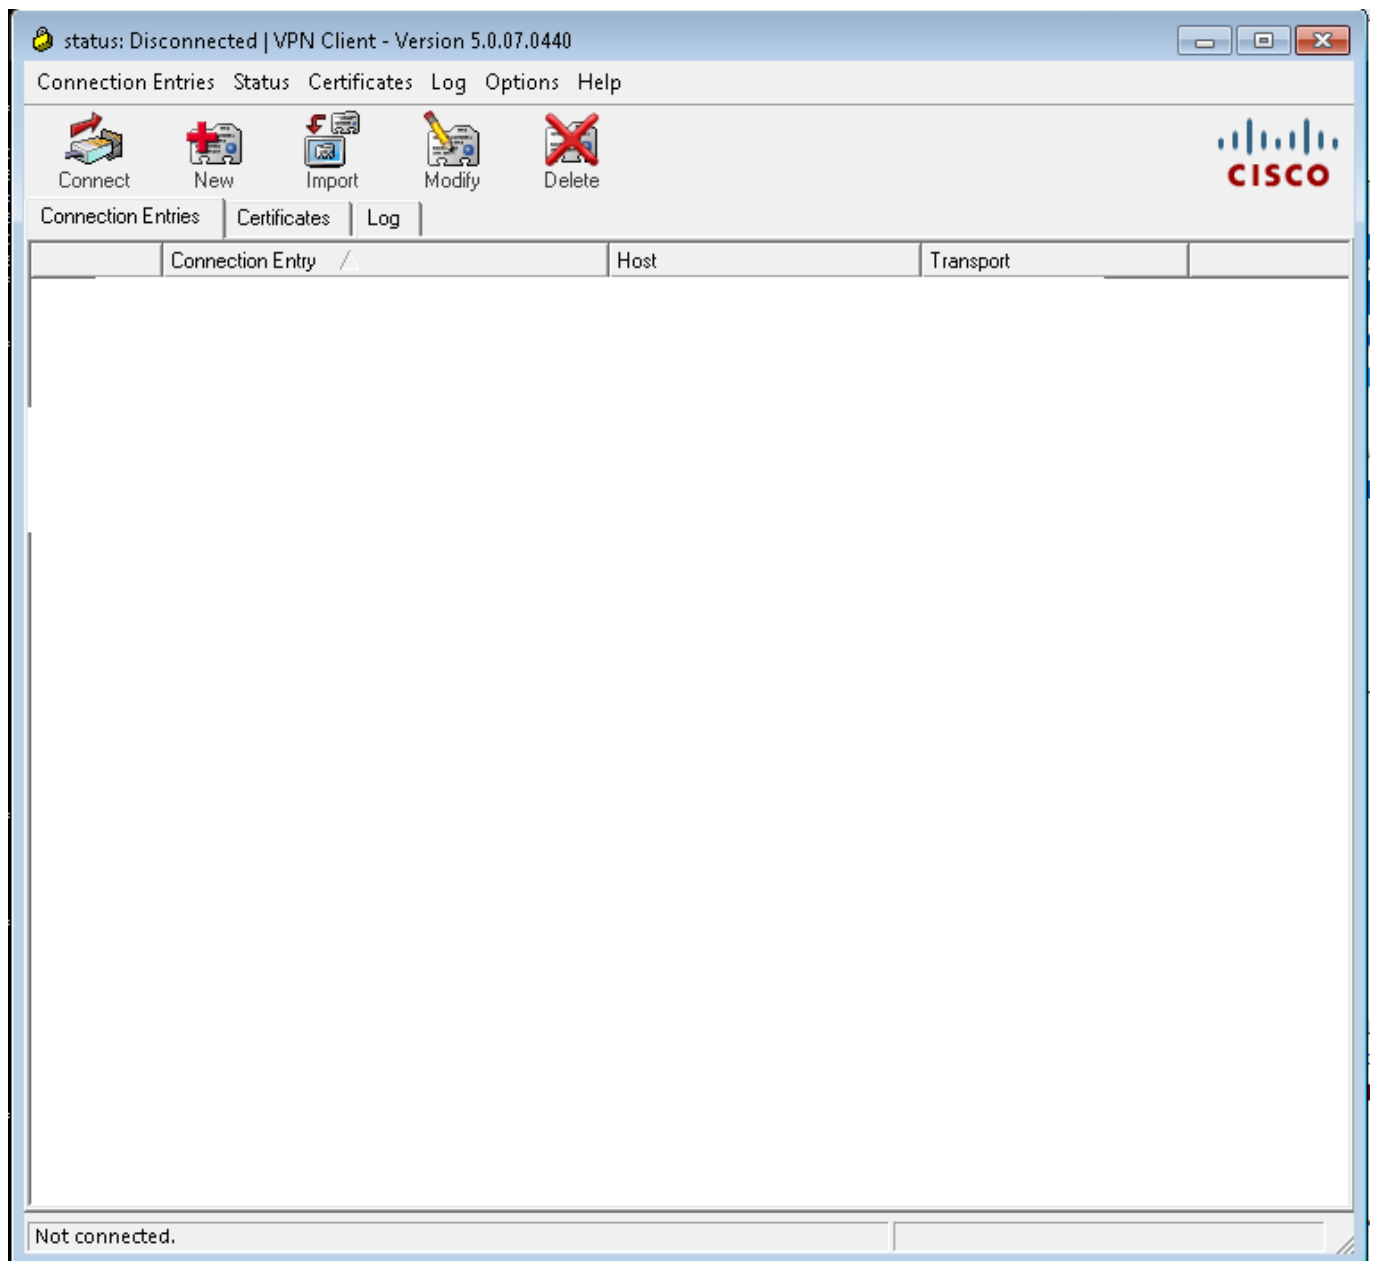 status: Disconnected | VPN Client - Version 5.0.07.0440
Connection Entries Status Certificates Log Options Help
Connect New Import Modify Delete
CISCO
Connection Entries Certificates Log
Connection Entry Host Transport
Not connected.